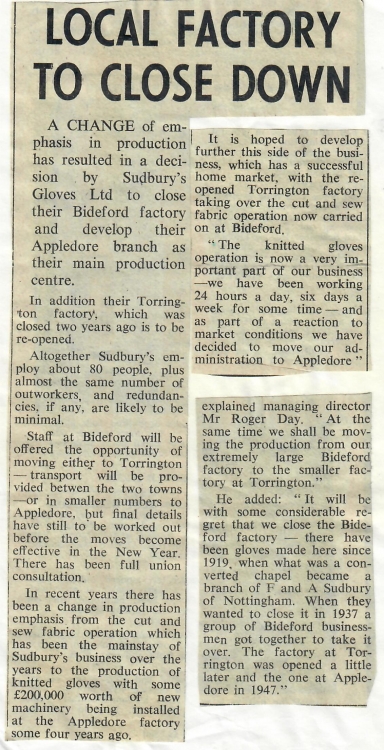 LOCAL FACTORY
TO CLOSE DOWN
A CHANGE of em-
phasis in production
has resulted in a deci-
sion by Sudbury's
Gloves Ltd to close
their Bideford factory
and develop their
Appledore branch as
their main production
centre.
In addition their Torring-
ton factory, which was
closed two years ago is to be
re-opened.
Altogether Sudbury's em-
ploy about 80 people, plus
almost the same number of
outworkers, and redundan-
cies, if any, are likely to be
minimal.
Staff at Bideford will be
offered the opportunity of
moving either to Torrington
— transport will be pro-
vided betwen the two towns
—or in smaller numbers to
Appledore, but final details
have still to be worked out
before the moves become
effective in the New Year.
There has been full union
consultation.
In recent years there has
been a change in production
emphasis from the cut and
sew fabric operation which
has been the mainstay of
Sudbury's business over the
years to the production of
knitted gloves with some
£200,000 worth of new
machinery being installed
at the Appledore factory
some four years ago.
It is hoped to develop
further this side of the busi-
ness, which has a successful
home market, with the re-
opened Torrington factory
taking over the cut and sew
fabric operation now carried
on at Bideford.
"The knitted gloves
operation is now a very im-
portant part of our business
—we have been working
24 hours a day, six days a
week for some time — and
as part of a reaction to
market conditions we have
decided to move our ad-
ministration to Appledore"
explained managing director
Mr Roger Day. "At the
same time we shall be mov-
ing the production from our
extremely large Bideford
factory to the smaller fac-
tory at Torrington."
He added: "It will be
with some considerable re-
gret that we close the Bide-
ford factory — there have
been gloves made here since
1919, when what was a con-
verted chapel became a
branch of F and A Sudbury
of Nottingham. When they
wanted to close it in 1937 a
group of Bideford business-
men got together to take it
over. The factory at Tor-
rington was opened a little
later and the one at Apple-
dore in 1947."